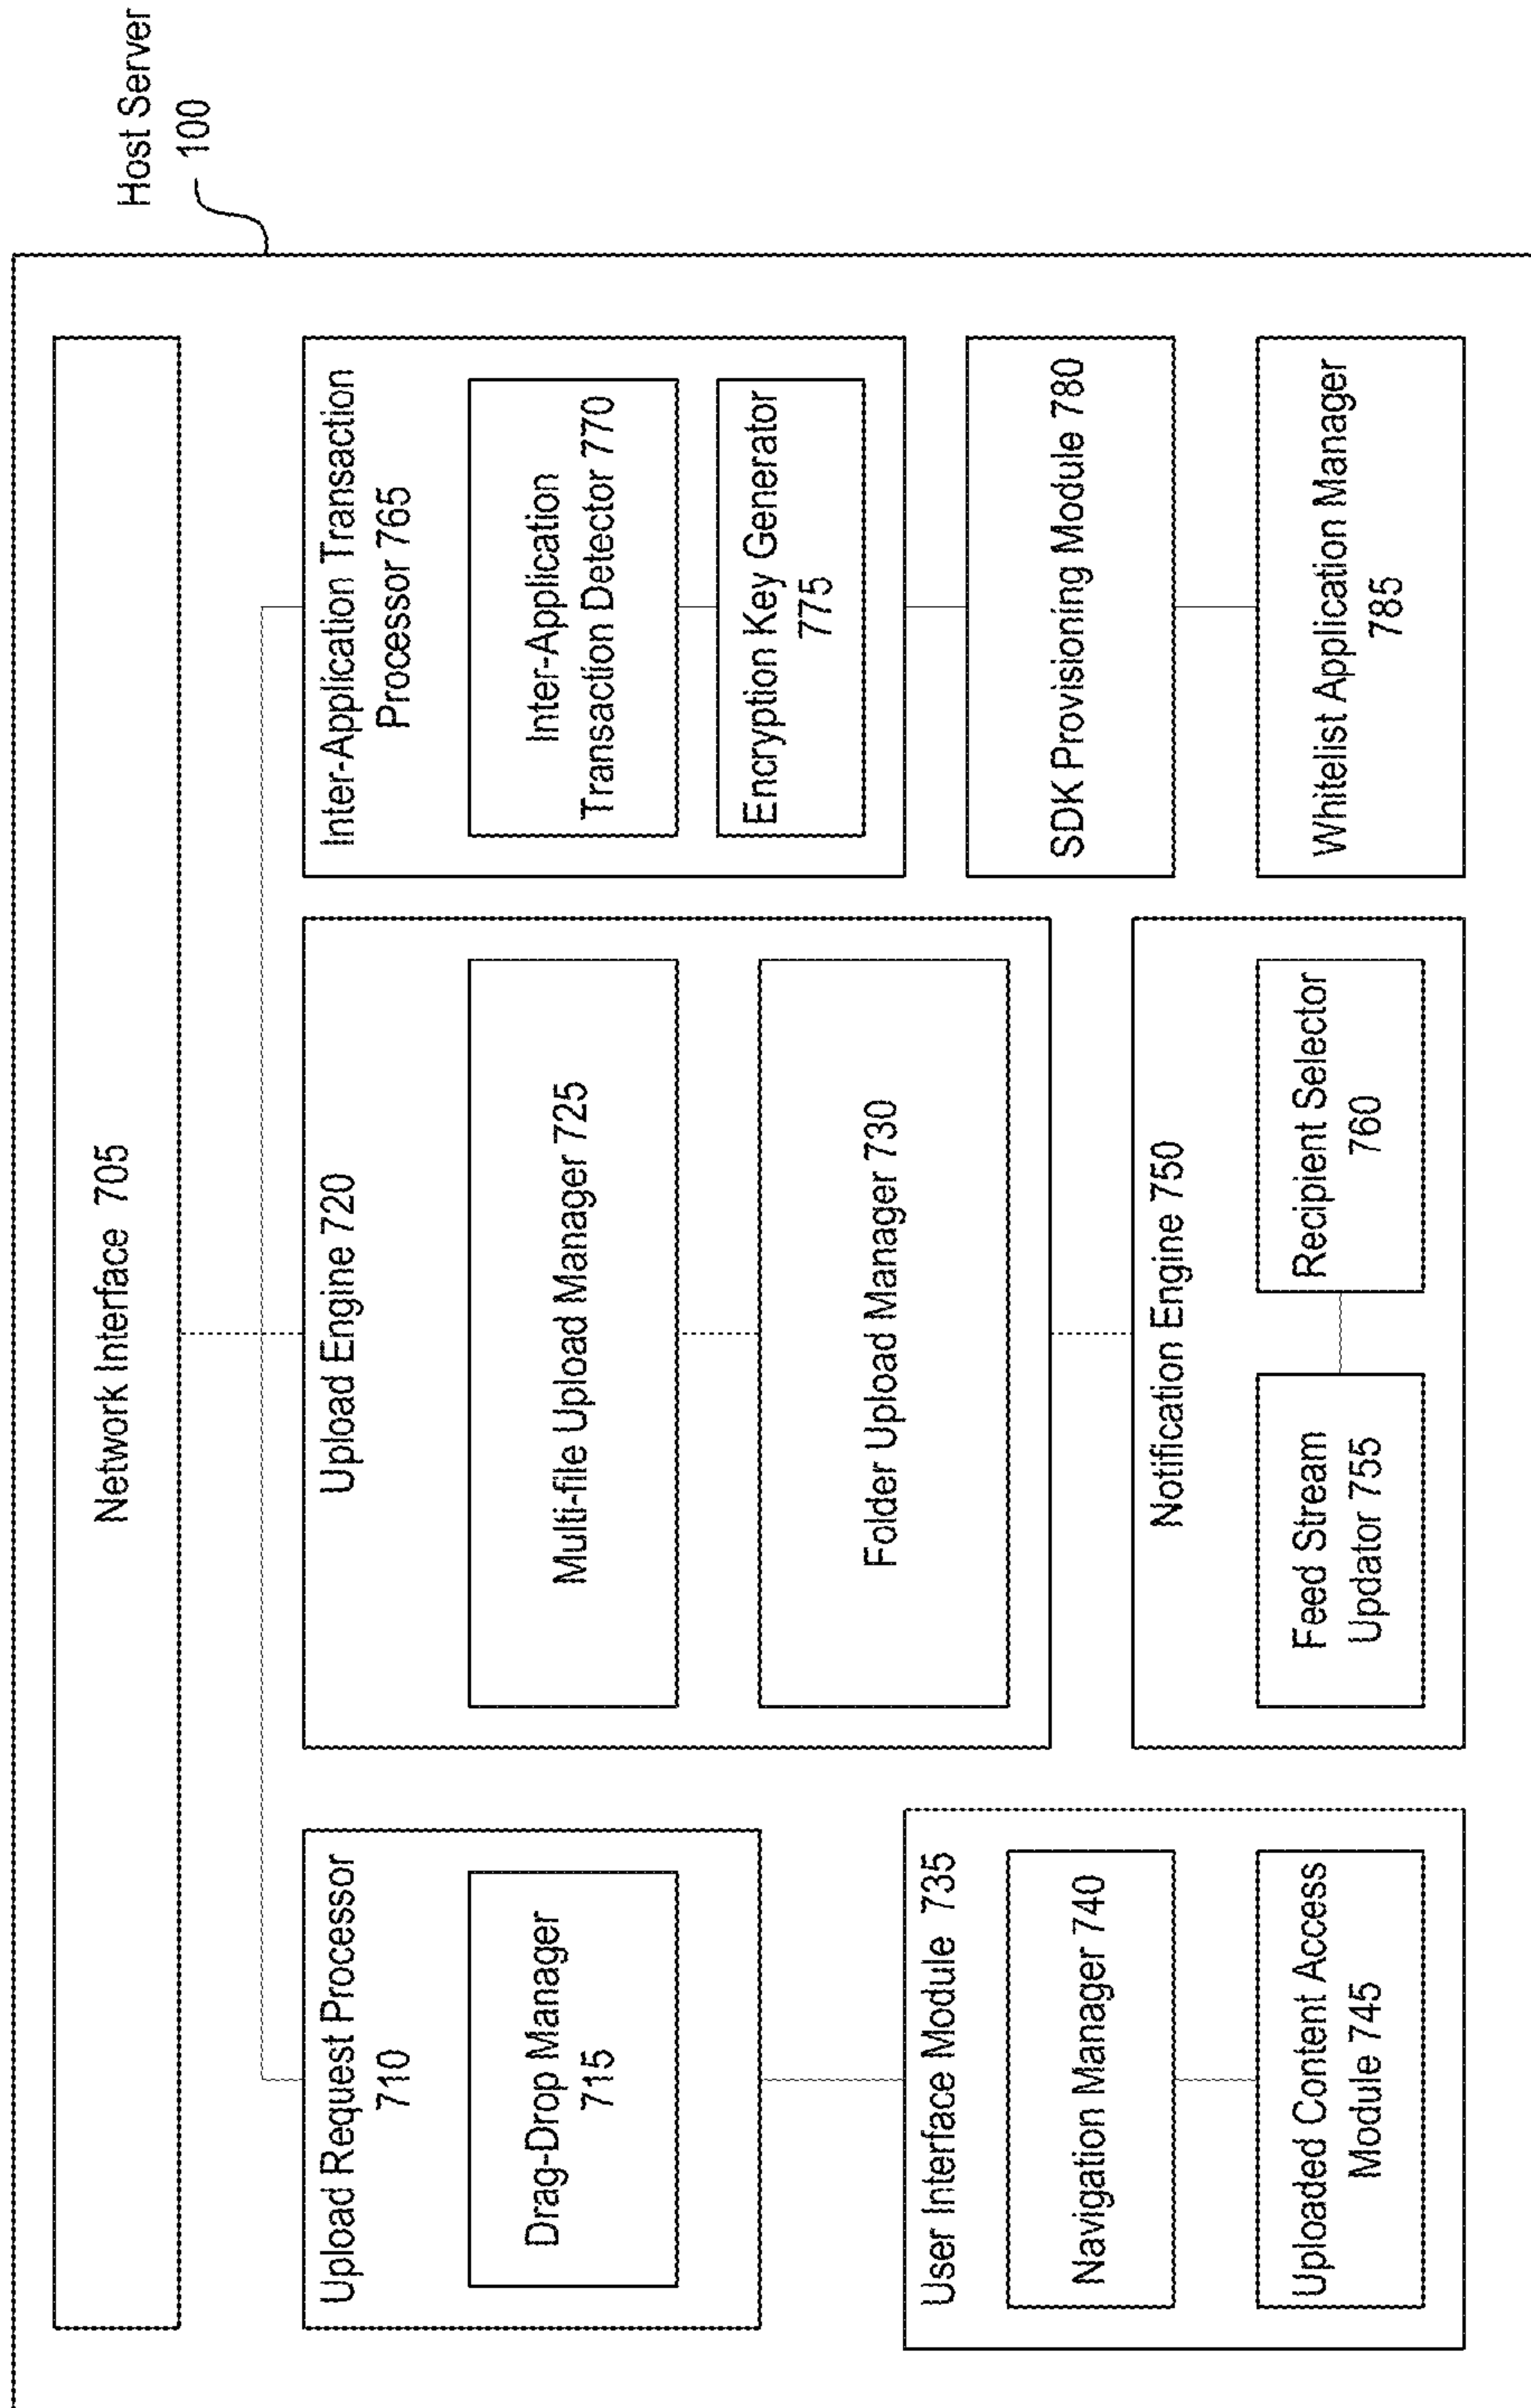 Host Server
100
Network Interface 705
Upload Request Processor
710
Drag-Drop Manager
715
User Interface Module 735
Navigation Manager 740
Uploaded Content Access
Module 745
Upload Engine 720
Multi-file Upload Manager 725
Folder Upload Manager 730
Notification Engine 750
Feed Stream
Updator 755
Recipient Selector
760
Inter-Application Transaction
Processor 765
Inter-Application
Transaction Detector 770
Encryption Key Generator
775
SDK Provisioning Module 780
Whitelist Application Manager
785